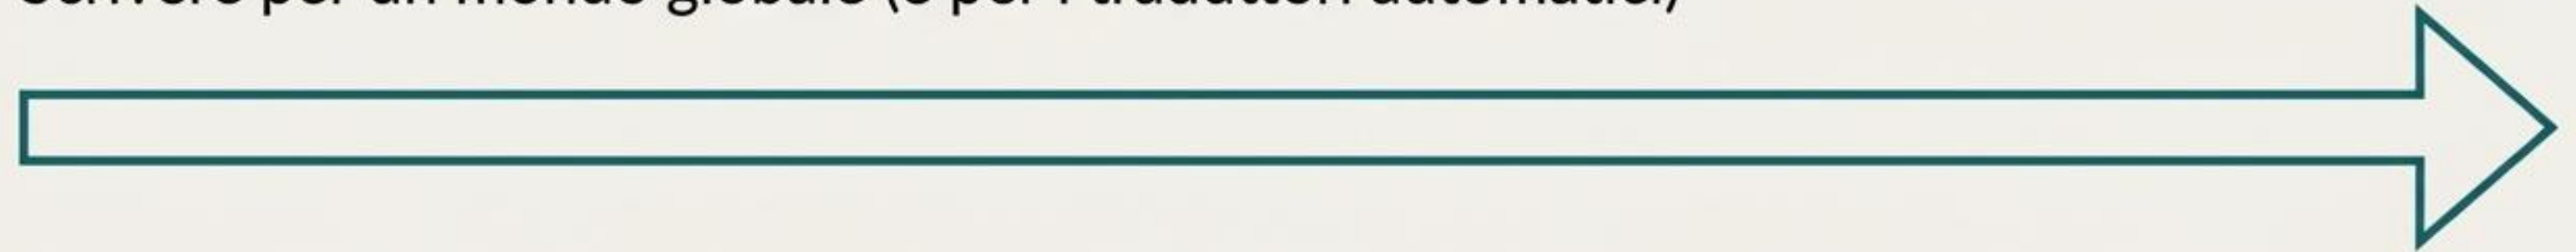 Scrivere per un mondo globale (e per i traduttori automatici)